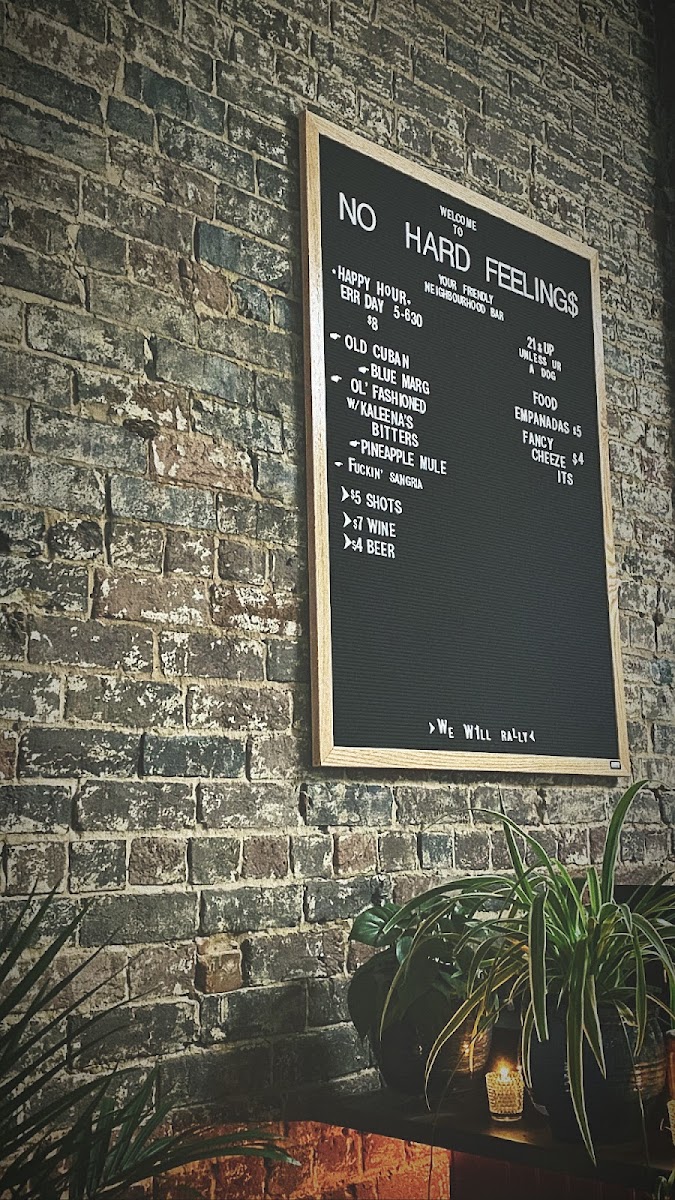 WELCOME
TO
NO HARD FEELING$
YOUR FRENDLY
NEIGHBOURHOOD BAR
•HAPPY HOUR•
ERR DAY 5-630
$8
☛ OLD CUBAN
☛ BLUE MARG
☛ OL' FASHIONED
W/KALEENA'S
BITTERS
☛ PINEAPPLE MULE
☛ FUCKIN' SANGRIA
➤ $5 SHOTS
➤ $7 WINE
➤ $4 BEER
21 & UP
UNLESS UR
A DOG
FOOD
EMPANADAS $5
FANCY
CHEEZE $4
ITS
➤WE WILL RALLY